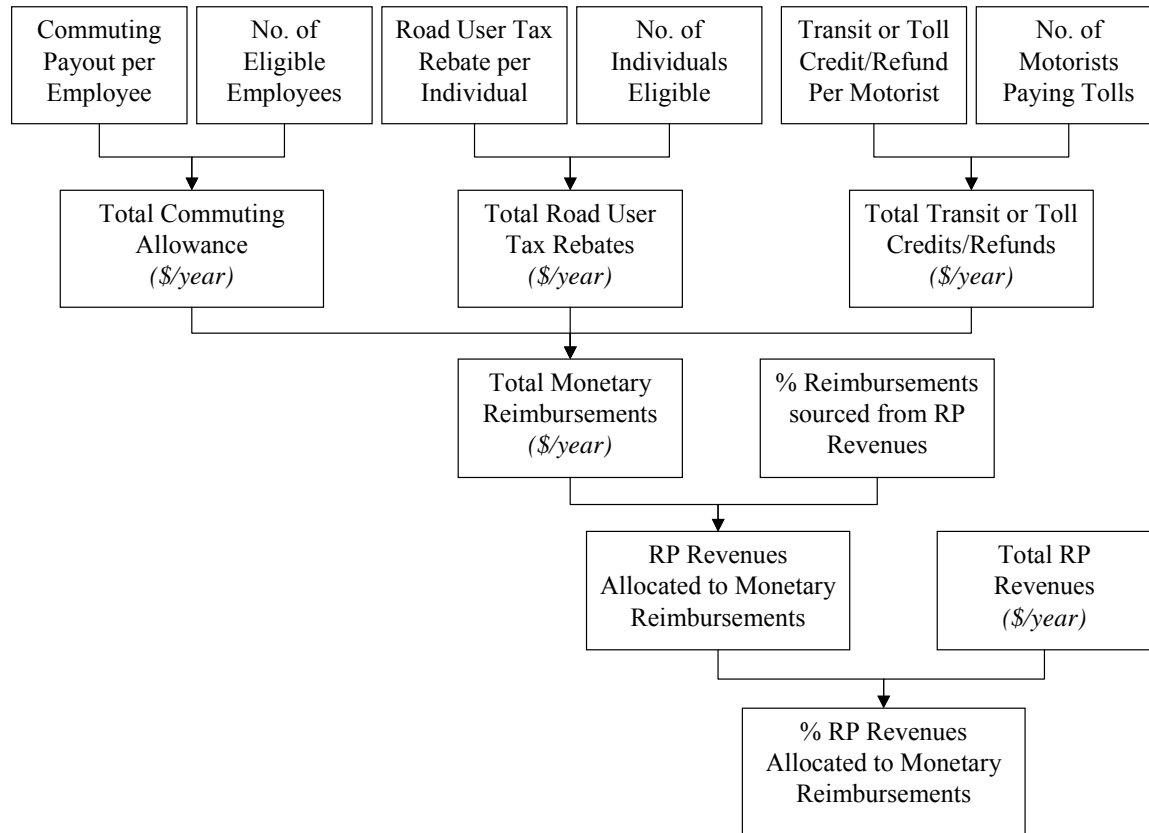 Commuting
Payout per
Employee
No. of
Eligible
Employees
Road User Tax
Rebate per
Individual
No. of
Individuals
Eligible
Transit or Toll
Credit/Refund
Per Motorist
No. of
Motorists
Paying Tolls
Total Commuting
Allowance
($/year)
Total Road User
Tax Rebates
($/year)
Total Transit or Toll
Credits/Refunds
($/year)
Total Monetary
Reimbursements
($/year)
% Reimbursements
sourced from RP
Revenues
RP Revenues
Allocated to Monetary
Reimbursements
Total RP
Revenues
($/year)
% RP Revenues
Allocated to Monetary
Reimbursements